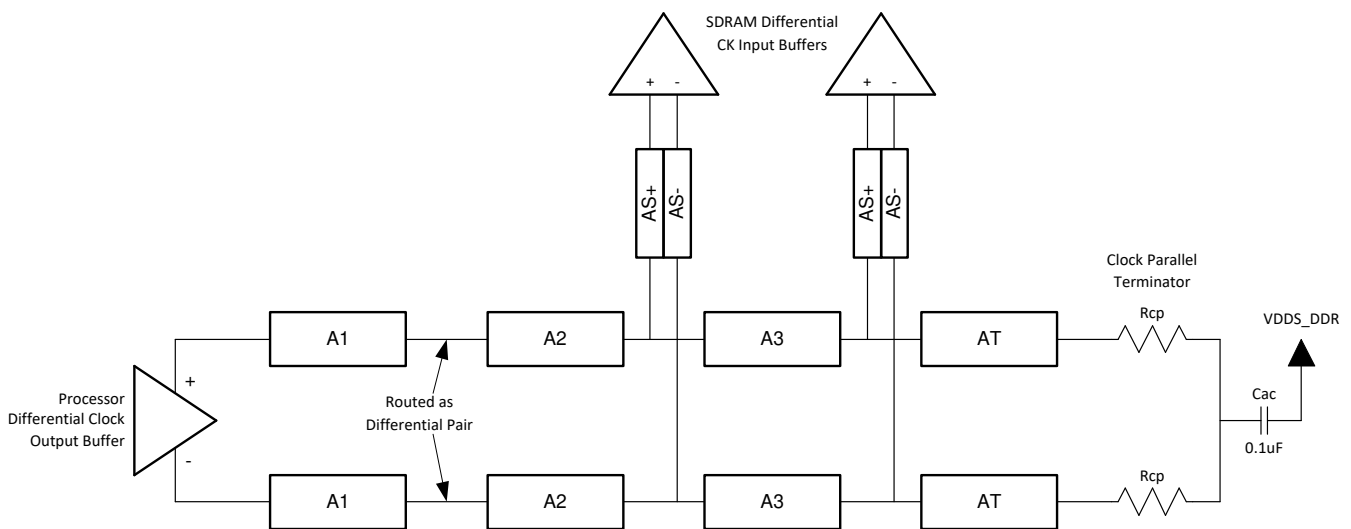 SDRAM Differential
CK Input Buffers
+ -
+ -
AS+
AS-
AS+
AS-
Clock Parallel
Terminator
A1
A2
A3
AT
Rcp
VDDS_DDR
+
Processor
Differential Clock
Output Buffer
-
Routed as
Differential Pair
Cac
0.1uF
A1
A2
A3
AT
Rcp